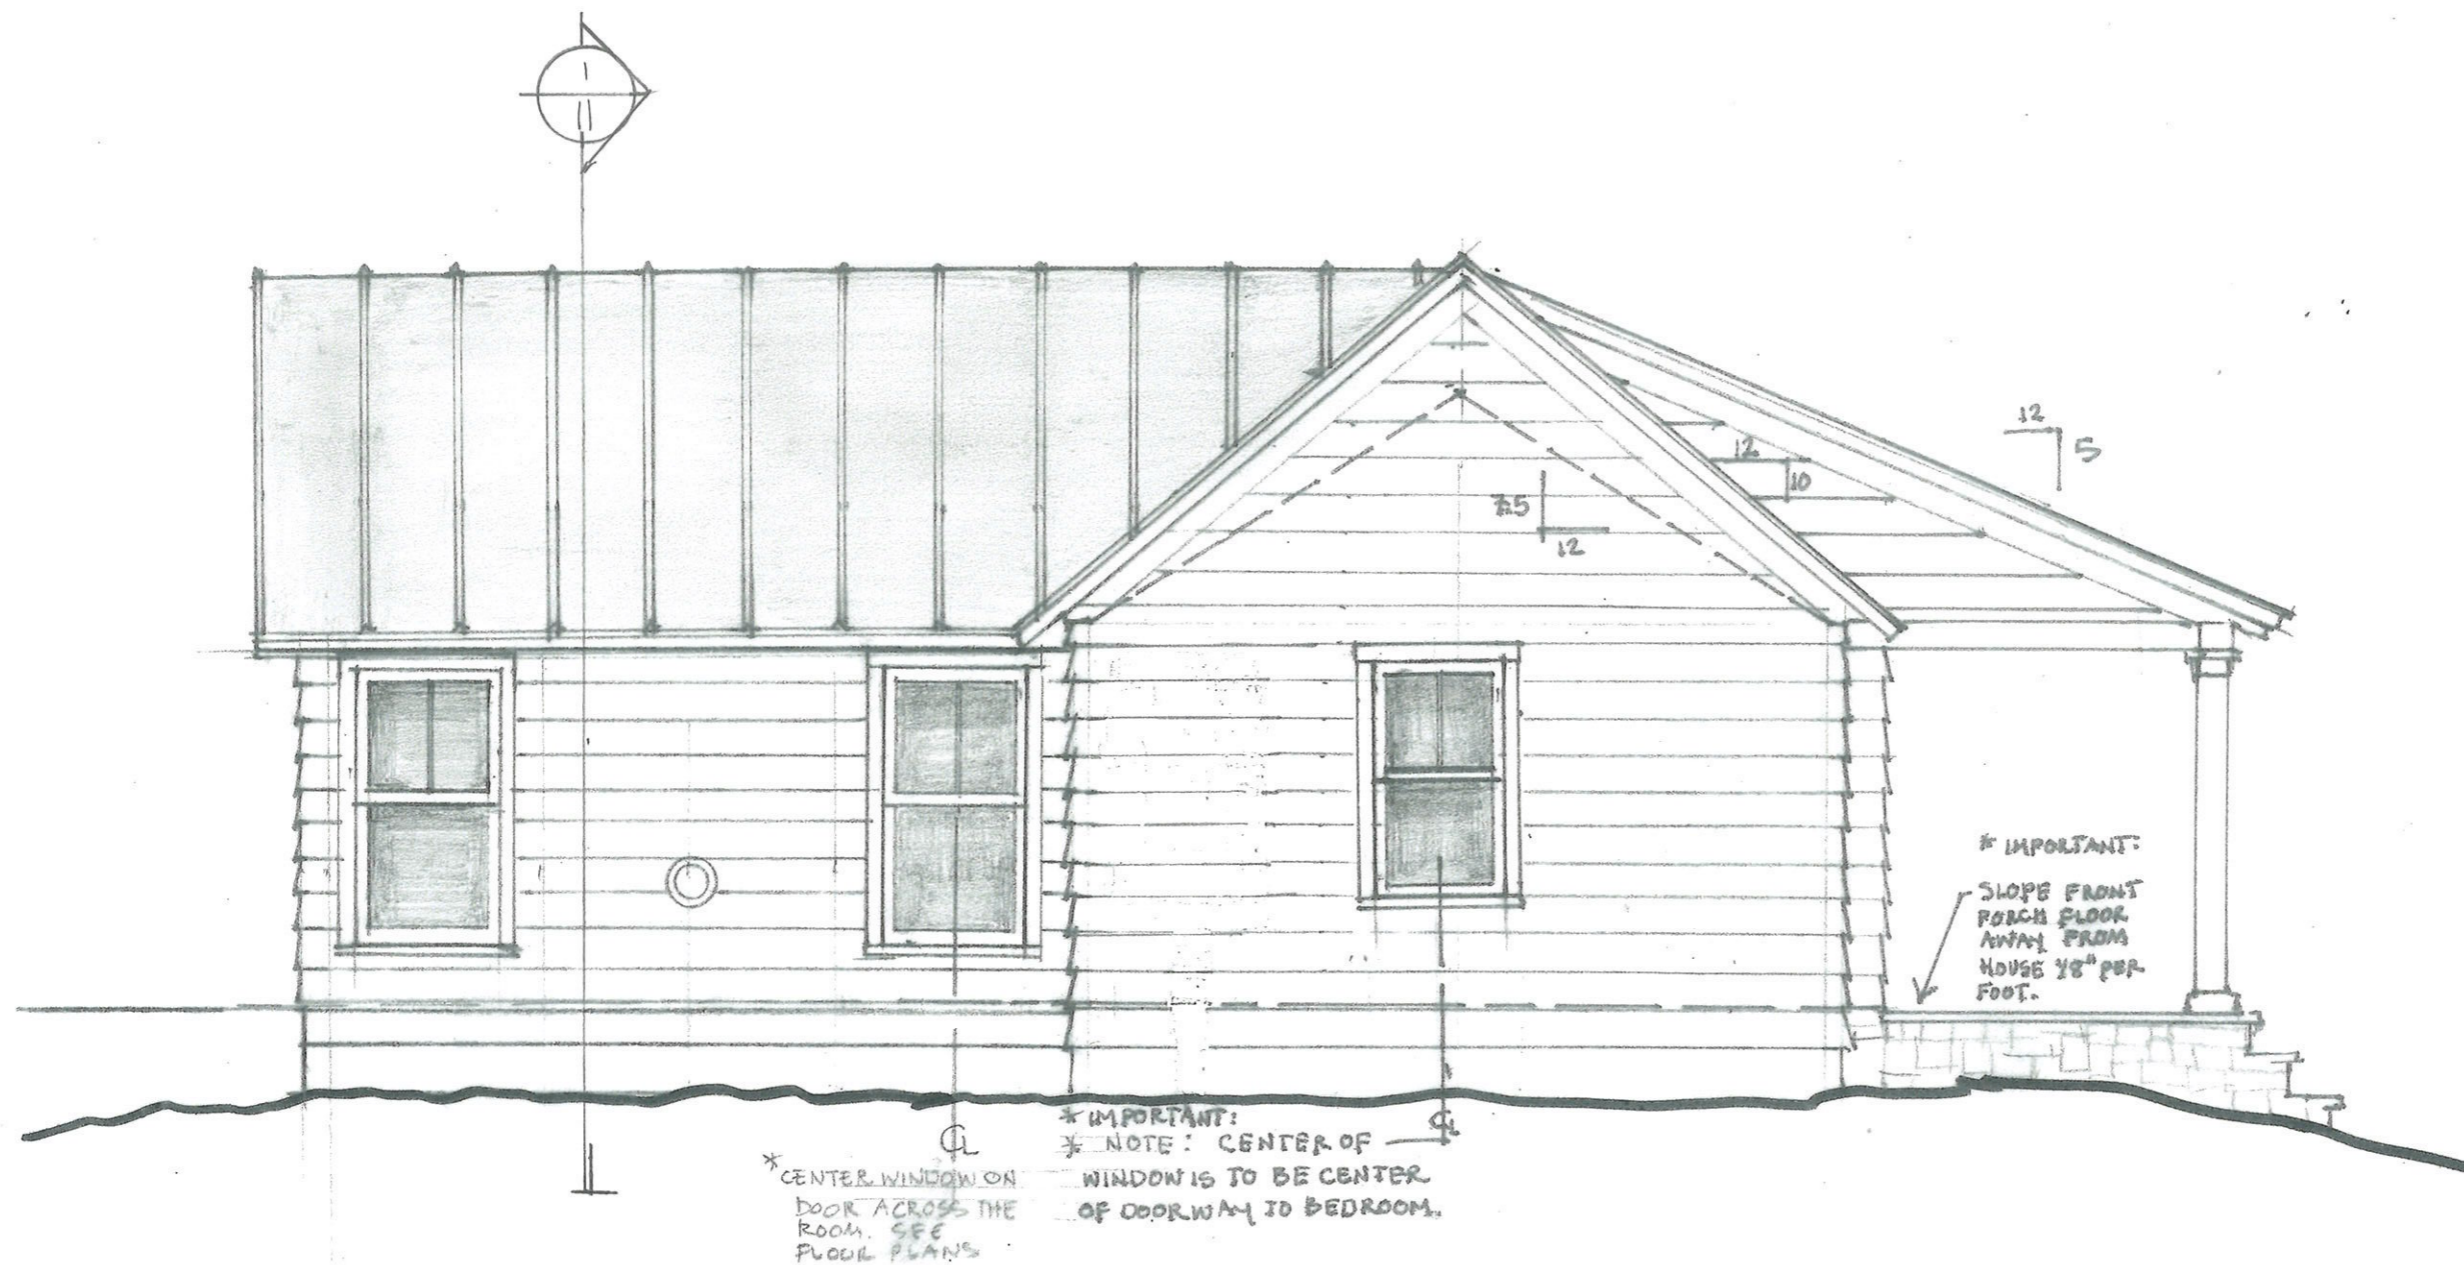 1
11
12
5
12
10
7.5
12
* IMPORTANT:
SLOPE FRONT
PORCH FLOOR
AWAY FROM
HOUSE 1/8" PER
FOOT.
CL
CL
* IMPORTANT:
* NOTE: CENTER OF
WINDOW IS TO BE CENTER
OF DOORWAY TO BEDROOM.
* CENTER WINDOW ON
DOOR ACROSS THE
ROOM. SEE
FLOOR PLANS